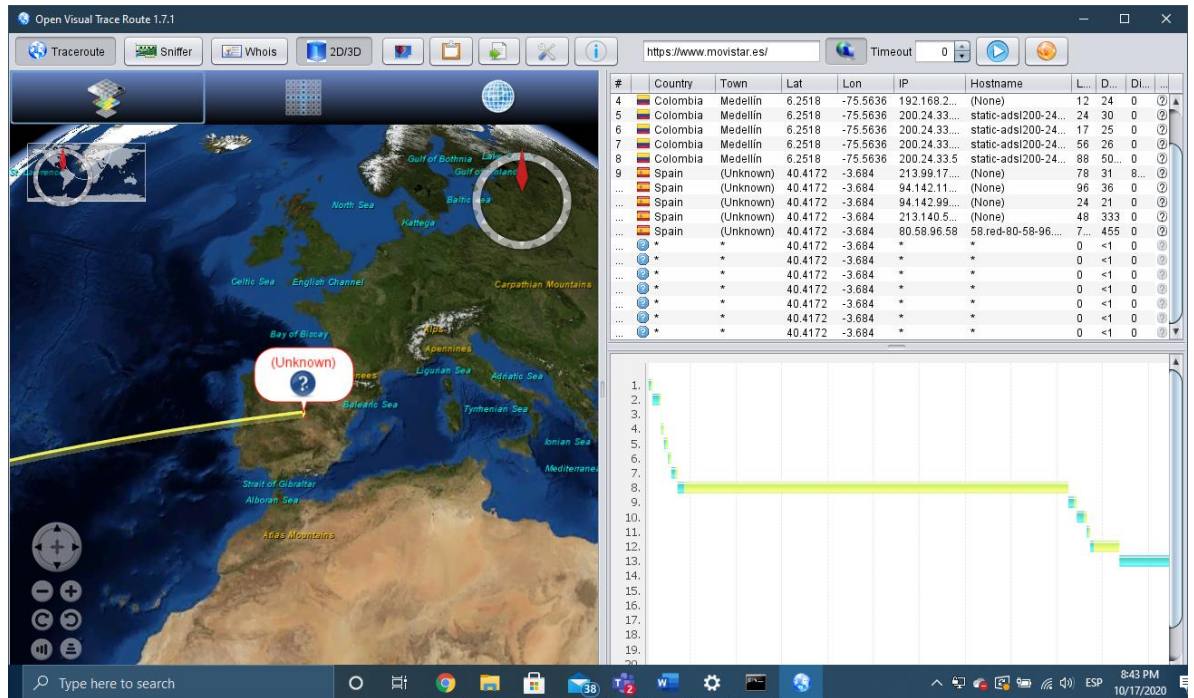 Open Visual Trace Route 1.7.1
Traceroute Sniffer Whois 2D/3D https://www.movistar.es/ Timeout 0
# Country Town Lat Lon IP Hostname L... D... Di... ...
4 Colombia Medellín 6.2518 -75.5636 192.168.2... (None) 12 24 0
5 Colombia Medellín 6.2518 -75.5636 200.24.33.... static-adsl200-24... 24 30 0
6 Colombia Medellín 6.2518 -75.5636 200.24.33.... static-adsl200-24... 17 25 0
7 Colombia Medellín 6.2518 -75.5636 200.24.33.... static-adsl200-24... 56 26 0
8 Colombia Medellín 6.2518 -75.5636 200.24.33.5 static-adsl200-24... 88 50... 0
9 Spain (Unknown) 40.4172 -3.684 213.99.17.... (None) 78 31 8...
... Spain (Unknown) 40.4172 -3.684 94.142.11... (None) 96 36 0
... Spain (Unknown) 40.4172 -3.684 94.142.99.... (None) 24 21 0
... Spain (Unknown) 40.4172 -3.684 213.140.5... (None) 48 333 0
... Spain (Unknown) 40.4172 -3.684 80.58.96.58 58.red-80-58-96.... 7... 455 0
... * * 40.4172 -3.684 * * 0 <1 0
... * * 40.4172 -3.684 * * 0 <1 0
... * * 40.4172 -3.684 * * 0 <1 0
... * * 40.4172 -3.684 * * 0 <1 0
... * * 40.4172 -3.684 * * 0 <1 0
... * * 40.4172 -3.684 * * 0 <1 0
... * * 40.4172 -3.684 * * 0 <1 0
Gulf of Bothnia
North Sea
Kattega
Celtic Sea English Channel
Carpathian Mountains
Bay of Biscay
Alps
Apennines
(Unknown)
Ligurian Sea
Adriatic Sea
Balearic Sea
Tyrrhenian Sea
Ionian Sea
Mediterranea
Strait of Gibraltar
Alboran Sea
Atlas Mountains
1.
2.
3.
4.
5.
6.
7.
8.
9.
10.
11.
12.
13.
14.
15.
16.
17.
18.
19.
20
Type here to search
38
2
ESP
8:43 PM
10/17/2020